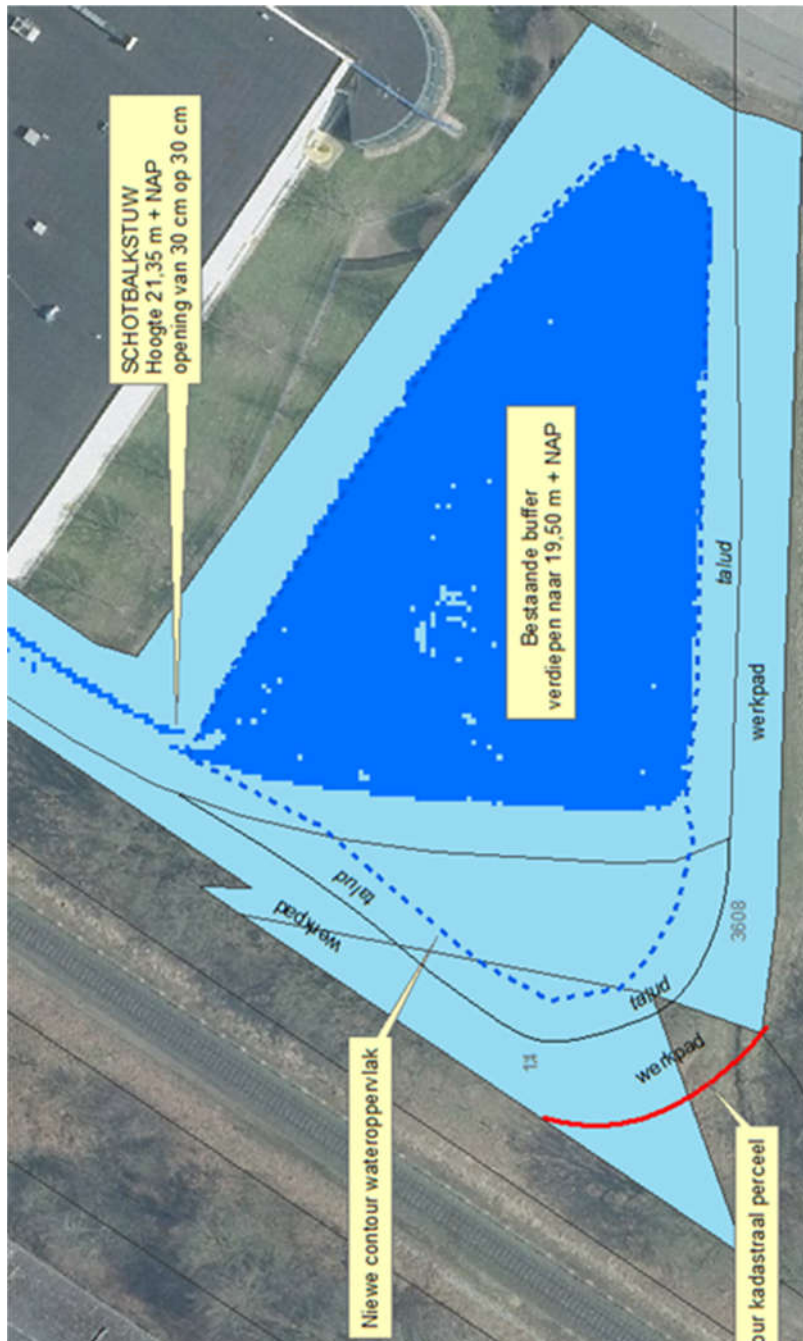 SCHOTBALKSTUW
Hoogte 21,35 m + NAP
opening van 30 cm op 30 cm
Bestaande buffer
verdiepen naar 19,50 m + NAP
talud
werkpad
talud
werkpad
3608
talud
werkpad
Niewe contour wateroppervlak
our kadastraal perceel